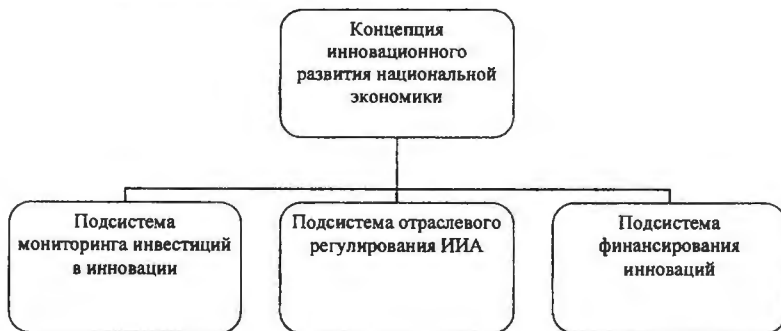 Концепция
инновационного
развития национальной
экономики
Подсистема
мониторинга инвестиций
в инновации
Подсистема отраслевого
регулирования ИИА
Подсистема
финансирования
инноваций